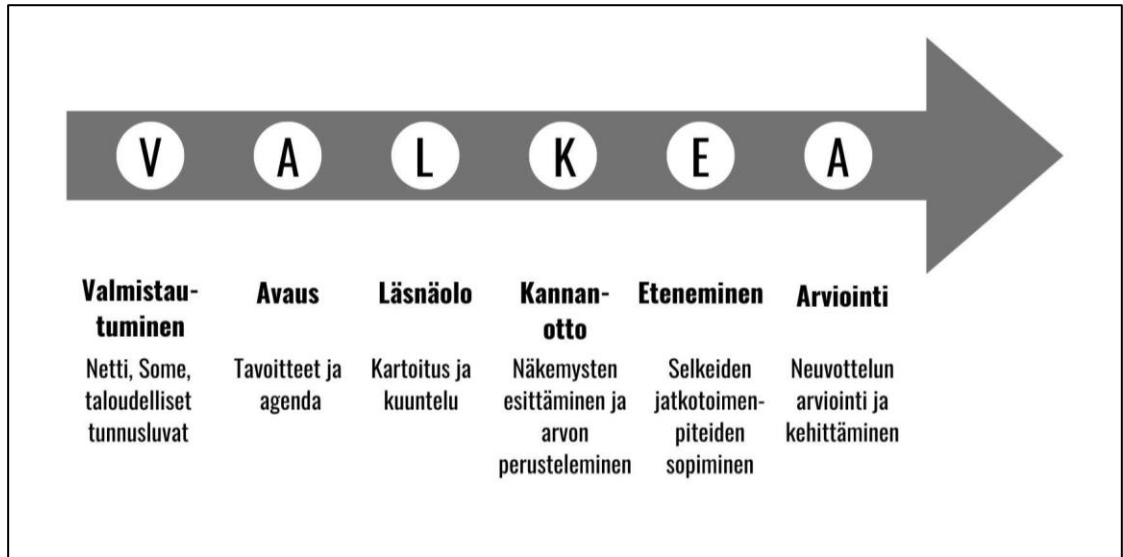 V A L K E A
Valmistau-
tuminen
Netti, Some,
taloudelliset
tunnusluvat
Avaus
Tavoitteet ja
agenda
Läsnäolo
Kartoitus ja
kuuntelu
Kannan-
otto
Näkemysten
esittäminen ja
arvon
perusteleminen
Eteneminen
Selkeiden
jatkotoimen-
piteiden
sopiminen
Arviointi
Neuvottelun
arviointi ja
kehittäminen